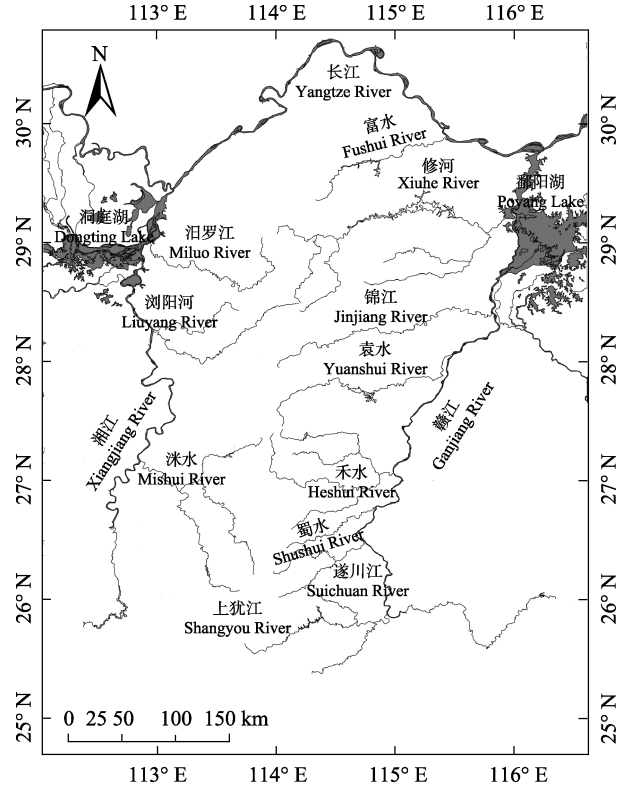 113° E 114° E 115° E 116° E
N
长江
Yangtze River
30° N
30° N
富水
Fushui River
修河
Xiuhe River
鄱阳湖
Poyang Lake
洞庭湖
Dongting Lake
汨罗江
Miluo River
29° N
29° N
浏阳河
Liuyang River
锦江
Jinjiang River
袁水
Yuanshui River
28° N
28° N
湘江
Xiangjiang River
赣江
Ganjiang River
洣水
Mishui River
禾水
Heshui River
27° N
27° N
蜀水
Shushui River
遂川江
Suichuan River
26° N
26° N
上犹江
Shangyou River
25° N
25° N
0 25 50 100 150 km
113° E 114° E 115° E 116° E